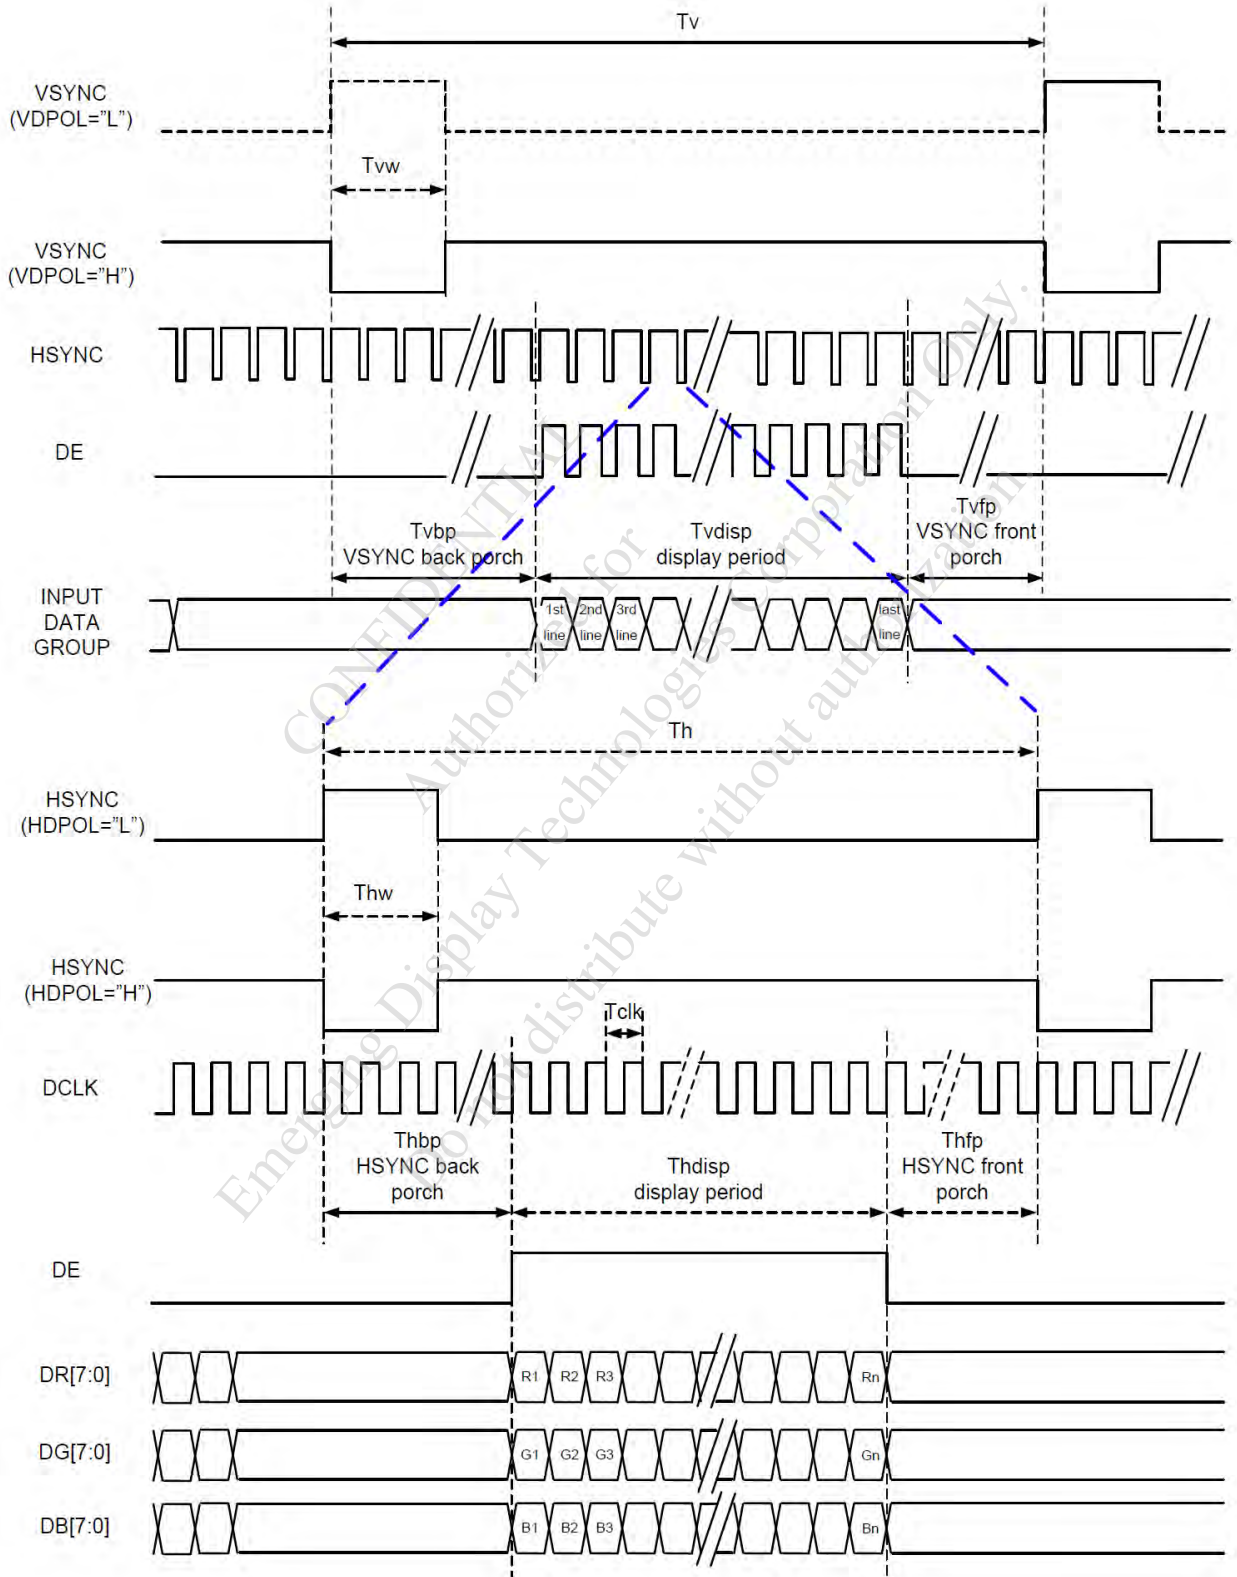 Tv
VSYNC
(VDPOL="L")
Tvw
VSYNC
(VDPOL="H")
HSYNC
DE
Tvbp
VSYNC back porch
Tvdisp
display period
Tvfp
VSYNC front
porch
INPUT
DATA
GROUP
1st
line
2nd
line
3rd
line
last
line
Th
HSYNC
(HDPOL="L")
Thw
HSYNC
(HDPOL="H")
Tclk
DCLK
Thbp
HSYNC back
porch
Thdisp
display period
Thfp
HSYNC front
porch
DE
DR[7:0]
R1 R2 R3 Rn
DG[7:0]
G1 G2 G3 Gn
DB[7:0]
B1 B2 B3 Bn
CONFIDENTIAL
Authorized for
Emerging Display Technologies Corporation Only.
Do not distribute without authorization.